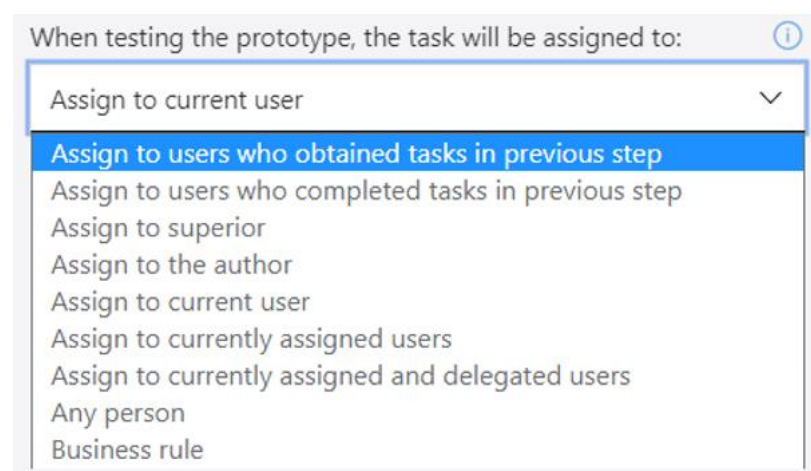 When testing the prototype, the task will be assigned to:
Assign to current user
Assign to users who obtained tasks in previous step
Assign to users who completed tasks in previous step
Assign to superior
Assign to the author
Assign to current user
Assign to currently assigned users
Assign to currently assigned and delegated users
Any person
Business rule